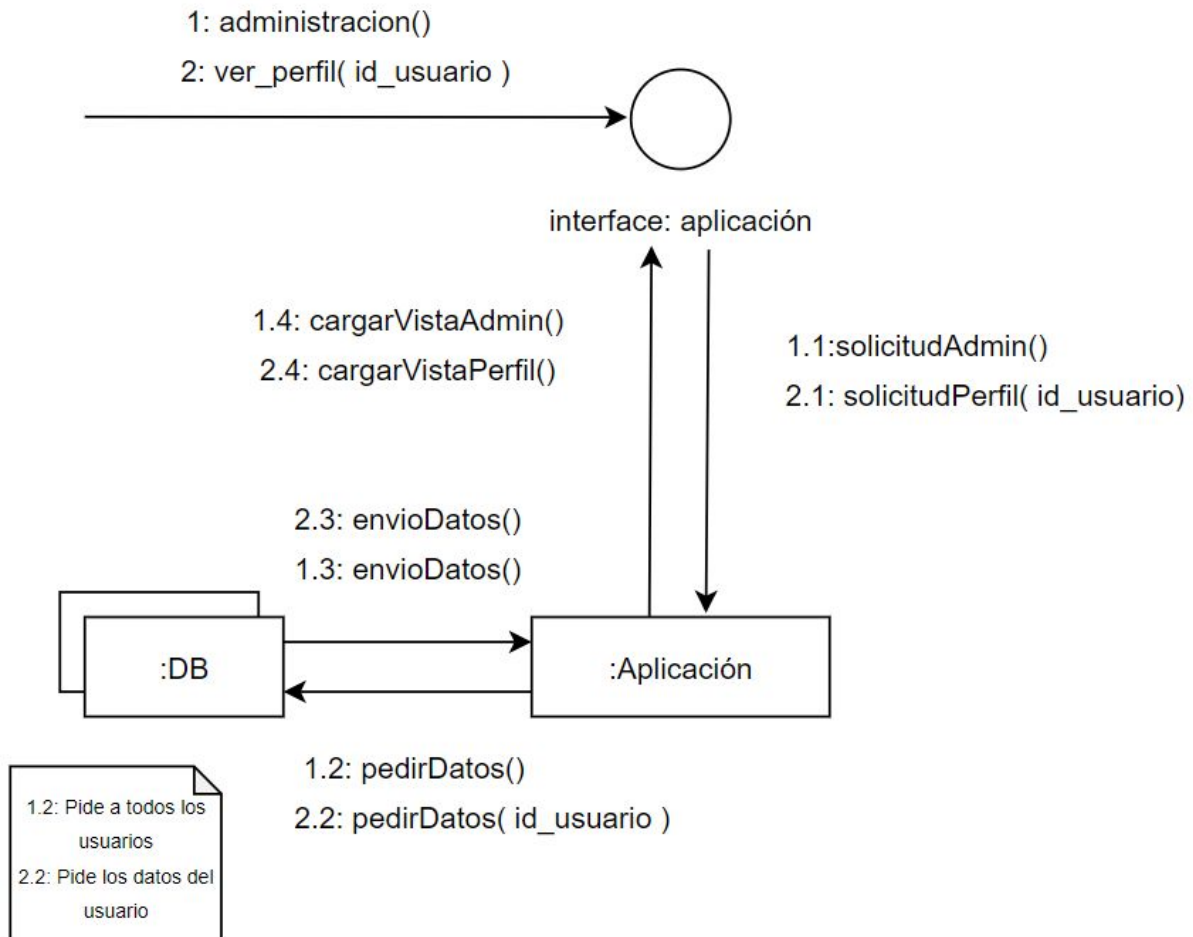 1: administracion()
2: ver_perfil( id_usuario )
interface: aplicación
1.4: cargarVistaAdmin()
2.4: cargarVistaPerfil()
1.1:solicitudAdmin()
2.1: solicitudPerfil( id_usuario)
2.3: envioDatos()
1.3: envioDatos()
:DB
:Aplicación
1.2: pedirDatos()
2.2: pedirDatos( id_usuario )
1.2: Pide a todos los
usuarios
2.2: Pide los datos del
usuario